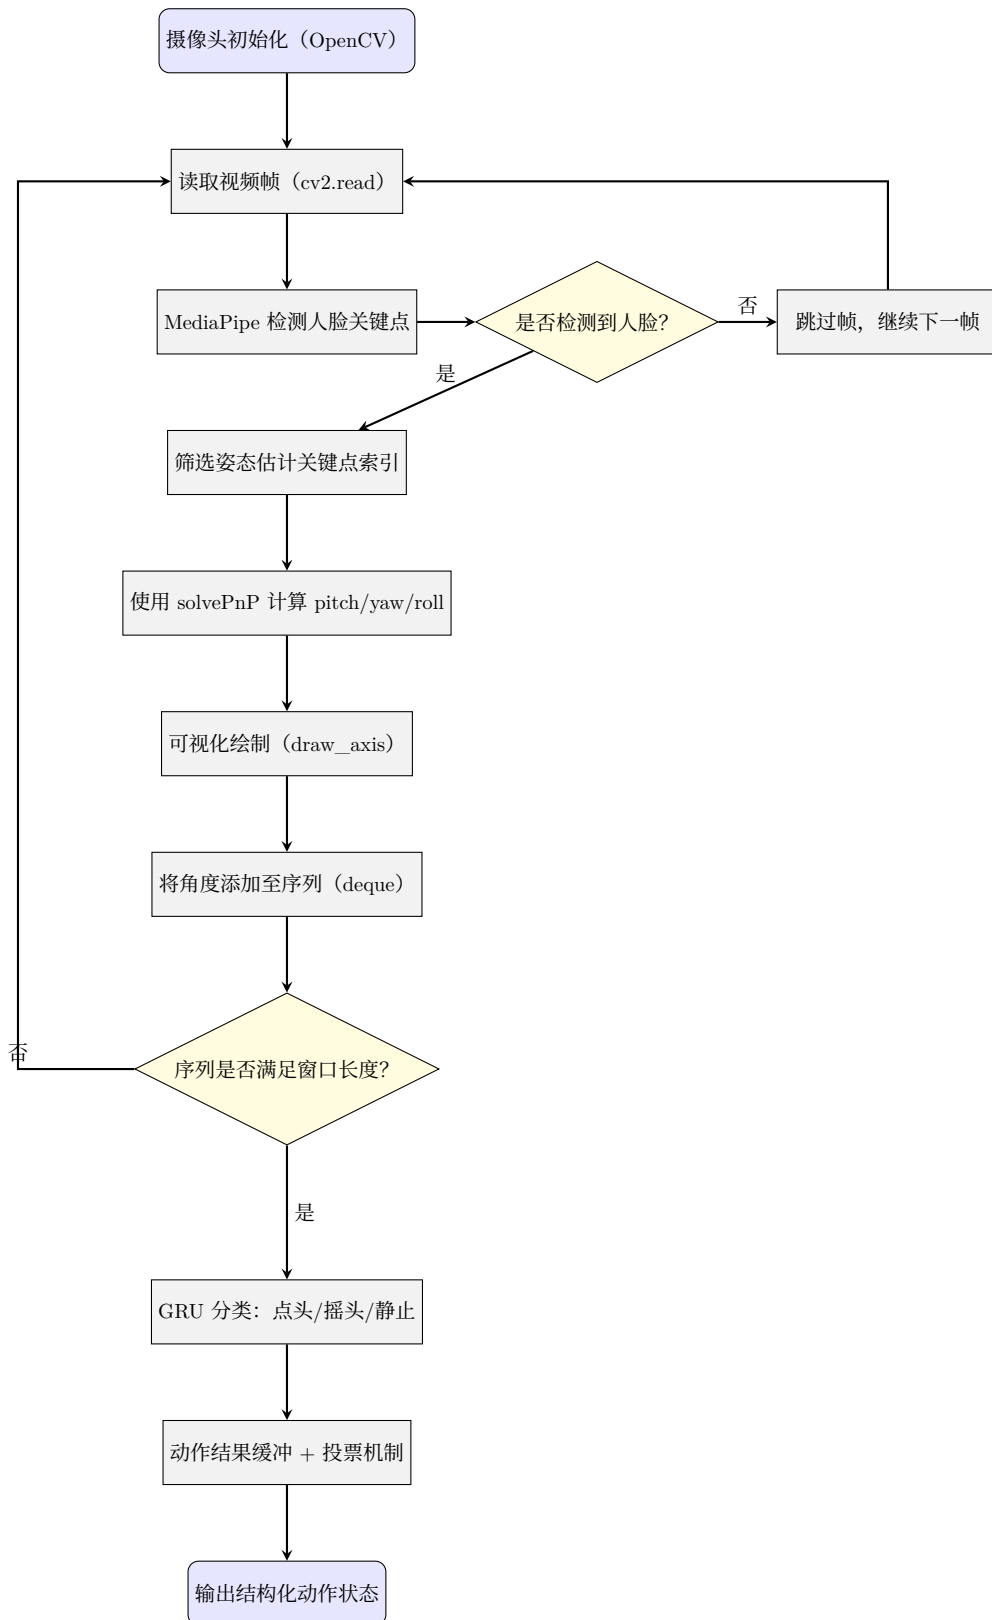 摄像头初始化（OpenCV）
读取视频帧（cv2.read）
MediaPipe 检测人脸关键点
是否检测到人脸？
否
跳过帧，继续下一帧
是
筛选姿态估计关键点索引
使用 solvePnP 计算 pitch/yaw/roll
可视化绘制（draw_axis）
将角度添加至序列（deque）
序列是否满足窗口长度？
否
是
GRU 分类：点头/摇头/静止
动作结果缓冲 + 投票机制
输出结构化动作状态